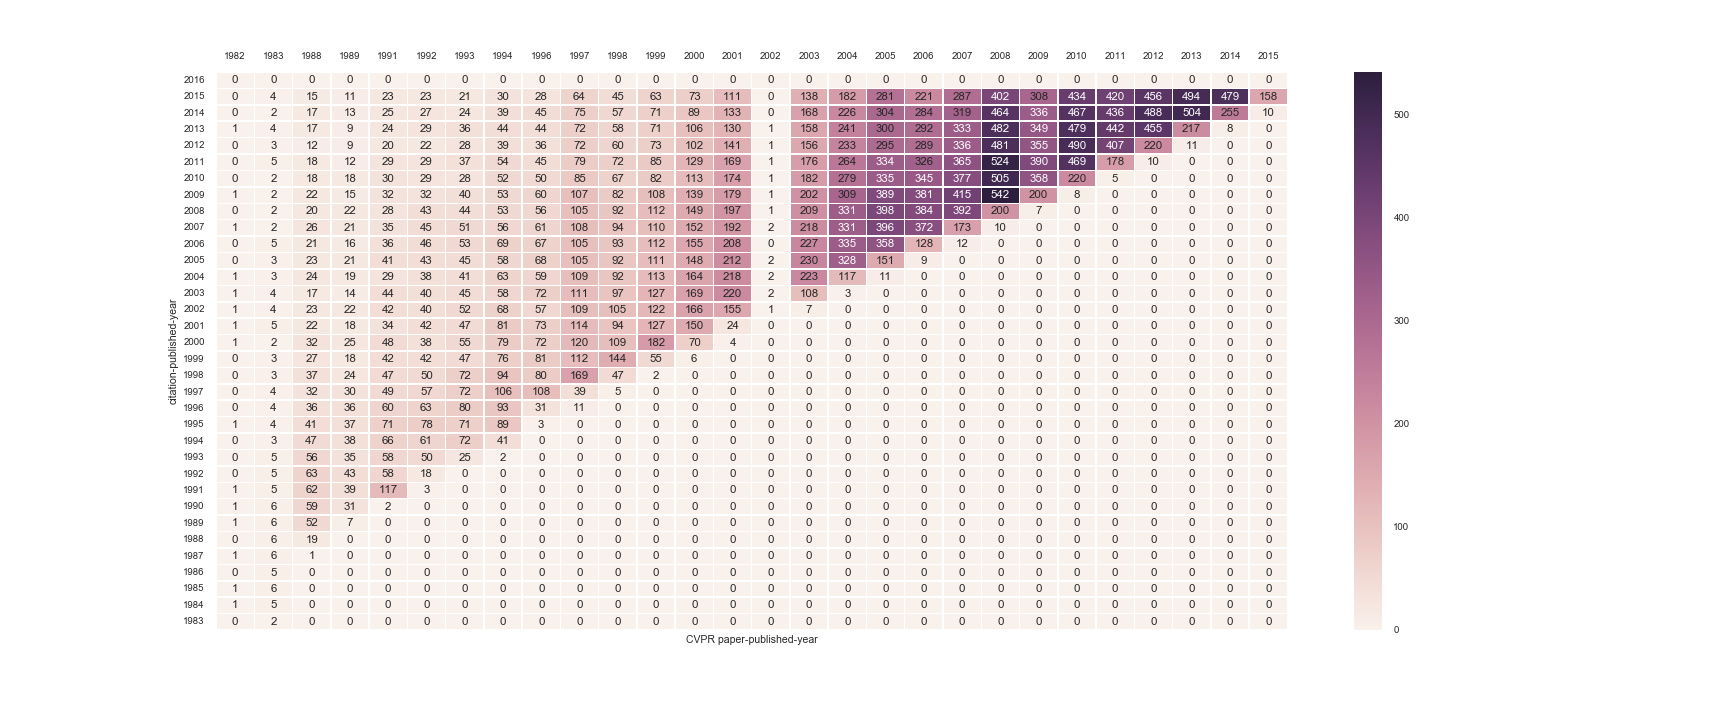 1982 1983 1988 1989 1991 1992 1993 1994 1996 1997 1998 1999 2000 2001 2002 2003 2004 2005 2006 2007 2008 2009 2010 2011 2012 2013 2014 2015
2016 0 0 0 0 0 0 0 0 0 0 0 0 0 0 0 0 0 0 0 0 0 0 0 0 0 0 0 0
2015 0 4 15 11 23 23 21 30 28 64 45 63 73 111 0 138 182 281 221 287 402 308 434 420 456 494 479 158
2014 0 2 17 13 25 27 24 39 45 75 57 71 89 133 0 168 226 304 284 319 464 336 467 436 488 504 255 10
2013 1 4 17 9 24 29 36 44 44 72 58 71 106 130 1 158 241 300 292 333 482 349 479 442 455 217 8 0
2012 0 3 12 9 20 22 28 39 36 72 60 73 102 141 1 156 233 295 289 336 481 355 490 407 220 11 0 0
2011 0 5 18 12 29 29 37 54 45 79 72 85 129 169 1 176 264 334 326 365 524 390 469 178 10 0 0 0
2010 0 2 18 18 30 29 28 52 50 85 67 82 113 174 1 182 279 335 345 377 505 358 220 5 0 0 0 0
2009 1 2 22 15 32 32 40 53 60 107 82 108 139 179 1 202 309 389 381 415 542 200 8 0 0 0 0 0
2008 0 2 20 22 28 43 44 53 56 105 92 112 149 197 1 209 331 398 384 392 200 7 0 0 0 0 0 0
2007 1 2 26 21 35 45 51 56 61 108 94 110 152 192 2 218 331 396 372 173 10 0 0 0 0 0 0 0
2006 0 5 21 16 36 46 53 69 67 105 93 112 155 208 0 227 335 358 128 12 0 0 0 0 0 0 0 0
2005 0 3 23 21 41 43 45 58 68 105 92 111 148 212 2 230 328 151 9 0 0 0 0 0 0 0 0 0
2004 1 3 24 19 29 38 41 63 59 109 92 113 164 218 2 223 117 11 0 0 0 0 0 0 0 0 0 0
2003 1 4 17 14 44 40 45 58 72 111 97 127 169 220 2 108 3 0 0 0 0 0 0 0 0 0 0 0
2002 1 4 23 22 42 40 52 68 57 109 105 122 166 155 1 7 0 0 0 0 0 0 0 0 0 0 0 0
2001 1 5 22 18 34 42 47 81 73 114 94 127 150 24 0 0 0 0 0 0 0 0 0 0 0 0 0 0
2000 1 2 32 25 48 38 55 79 72 120 109 182 70 4 0 0 0 0 0 0 0 0 0 0 0 0 0 0
1999 0 3 27 18 42 42 47 76 81 112 144 55 6 0 0 0 0 0 0 0 0 0 0 0 0 0 0 0
1998 0 3 37 24 47 50 72 94 80 169 47 2 0 0 0 0 0 0 0 0 0 0 0 0 0 0 0 0
1997 0 4 32 30 49 57 72 106 108 39 5 0 0 0 0 0 0 0 0 0 0 0 0 0 0 0 0 0
1996 0 4 36 36 60 63 80 93 31 11 0 0 0 0 0 0 0 0 0 0 0 0 0 0 0 0 0 0
1995 1 4 41 37 71 78 71 89 3 0 0 0 0 0 0 0 0 0 0 0 0 0 0 0 0 0 0 0
1994 0 3 47 38 66 61 72 41 0 0 0 0 0 0 0 0 0 0 0 0 0 0 0 0 0 0 0 0
1993 0 5 56 35 58 50 25 2 0 0 0 0 0 0 0 0 0 0 0 0 0 0 0 0 0 0 0 0
1992 0 5 63 43 58 18 0 0 0 0 0 0 0 0 0 0 0 0 0 0 0 0 0 0 0 0 0 0
1991 1 5 62 39 117 3 0 0 0 0 0 0 0 0 0 0 0 0 0 0 0 0 0 0 0 0 0 0
1990 1 6 59 31 2 0 0 0 0 0 0 0 0 0 0 0 0 0 0 0 0 0 0 0 0 0 0 0
1989 1 6 52 7 0 0 0 0 0 0 0 0 0 0 0 0 0 0 0 0 0 0 0 0 0 0 0 0
1988 0 6 19 0 0 0 0 0 0 0 0 0 0 0 0 0 0 0 0 0 0 0 0 0 0 0 0 0
1987 1 6 1 0 0 0 0 0 0 0 0 0 0 0 0 0 0 0 0 0 0 0 0 0 0 0 0 0
1986 0 5 0 0 0 0 0 0 0 0 0 0 0 0 0 0 0 0 0 0 0 0 0 0 0 0 0 0
1985 1 6 0 0 0 0 0 0 0 0 0 0 0 0 0 0 0 0 0 0 0 0 0 0 0 0 0 0
1984 1 5 0 0 0 0 0 0 0 0 0 0 0 0 0 0 0 0 0 0 0 0 0 0 0 0 0 0
1983 0 2 0 0 0 0 0 0 0 0 0 0 0 0 0 0 0 0 0 0 0 0 0 0 0 0 0 0
citation-published-year
CVPR paper-published-year
500
400
300
200
100
0